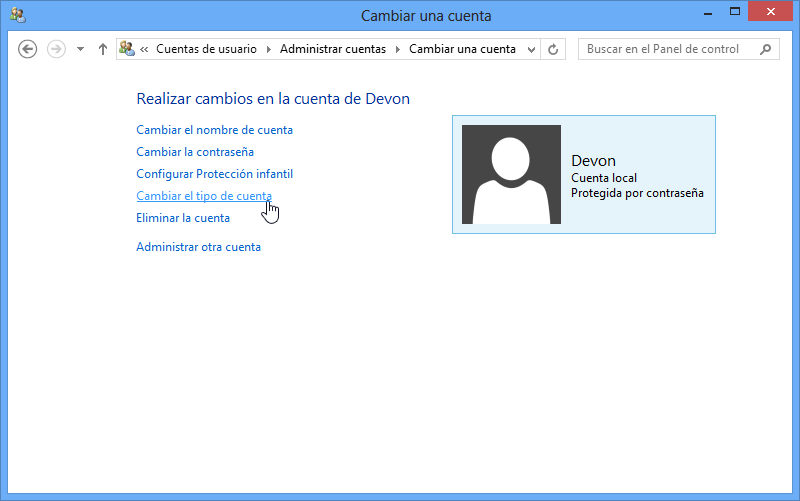 Cambiar una cuenta
« Cuentas de usuario Administrar cuentas Cambiar una cuenta Buscar en el Panel de control
Realizar cambios en la cuenta de Devon
Cambiar el nombre de cuenta
Cambiar la contraseña
Configurar Protección infantil
Cambiar el tipo de cuenta
Eliminar la cuenta
Administrar otra cuenta
Devon
Cuenta local
Protegida por contraseña